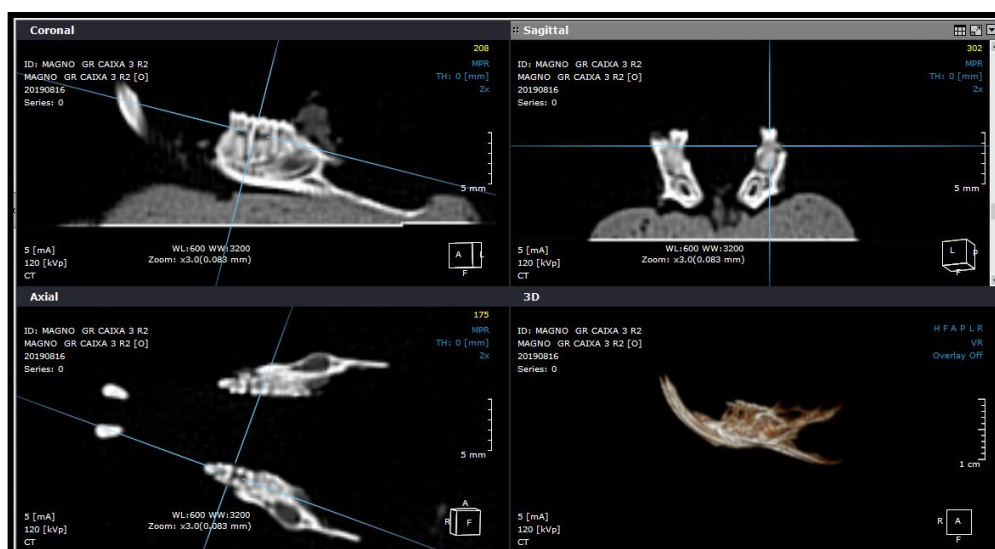 Coronal
208
ID: MAGNO GR CAIXA 3 R2
MPR
MAGNO GR CAIXA 3 R2 [O]
TH: 0 [mm]
20190816
2x
Series: 0
5 mm
5 [mA]
WL:600 WW:3200
120 [kVp]
Zoom: x3.0(0.083 mm)
CT
A L
F
Sagittal
302
ID: MAGNO GR CAIXA 3 R2
MPR
MAGNO GR CAIXA 3 R2 [O]
TH: 0 [mm]
20190816
2x
Series: 0
5 mm
5 [mA]
WL:600 WW:3200
120 [kVp]
Zoom: x3.0(0.083 mm)
CT
L P
F
Axial
175
ID: MAGNO GR CAIXA 3 R2
MPR
MAGNO GR CAIXA 3 R2 [O]
TH: 0 [mm]
20190816
2x
Series: 0
5 mm
5 [mA]
WL:600 WW:3200
120 [kVp]
Zoom: x3.0(0.083 mm)
CT
A
R F
3D
ID: MAGNO GR CAIXA 3 R2
H F A P L R
MAGNO GR CAIXA 3 R2 [O]
VR
20190816
Overlay Off
Series: 0
1 cm
5 [mA]
120 [kVp]
CT
R A
F